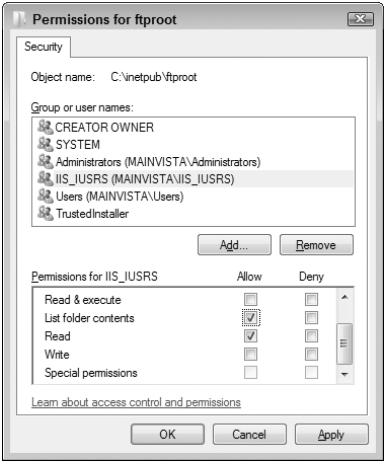 Permissions for ftproot
Security
Object name: C:\inetpub\ftproot
Group or user names:
CREATOR OWNER
SYSTEM
Administrators (MAINVISTA\Administrators)
IIS_IUSRS (MAINVISTA\IIS_IUSRS)
Users (MAINVISTA\Users)
TrustedInstaller
Add... Remove
Permissions for IIS_IUSRS Allow Deny
Read & execute
List folder contents
Read
Write
Special permissions
Learn about access control and permissions
OK Cancel Apply